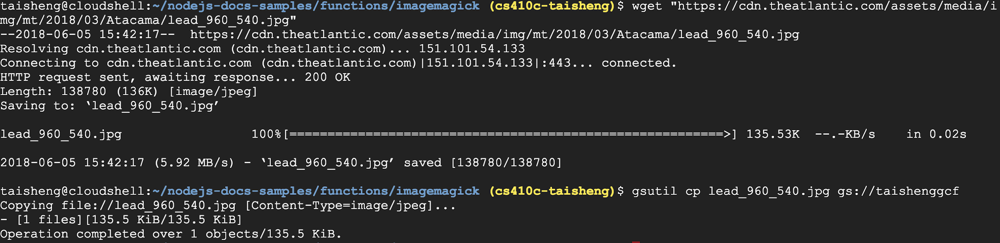 taisheng@cloudshell:~/nodejs-docs-samples/functions/imagemagick (cs410c-taisheng)$ wget "https://cdn.theatlantic.com/assets/media/i
mg/mt/2018/03/Atacama/lead_960_540.jpg"
--2018-06-05 15:42:17--  https://cdn.theatlantic.com/assets/media/img/mt/2018/03/Atacama/lead_960_540.jpg
Resolving cdn.theatlantic.com (cdn.theatlantic.com)... 151.101.54.133
Connecting to cdn.theatlantic.com (cdn.theatlantic.com)|151.101.54.133|:443... connected.
HTTP request sent, awaiting response... 200 OK
Length: 138780 (136K) [image/jpeg]
Saving to: ‘lead_960_540.jpg’
lead_960_540.jpg                 100%[=========================================================>] 135.53K  --.-KB/s    in 0.02s
2018-06-05 15:42:17 (5.92 MB/s) - ‘lead_960_540.jpg’ saved [138780/138780]
taisheng@cloudshell:~/nodejs-docs-samples/functions/imagemagick (cs410c-taisheng)$ gsutil cp lead_960_540.jpg gs://taishenggcf
Copying file://lead_960_540.jpg [Content-Type=image/jpeg]...
- [1 files][135.5 KiB/135.5 KiB]
Operation completed over 1 objects/135.5 KiB.